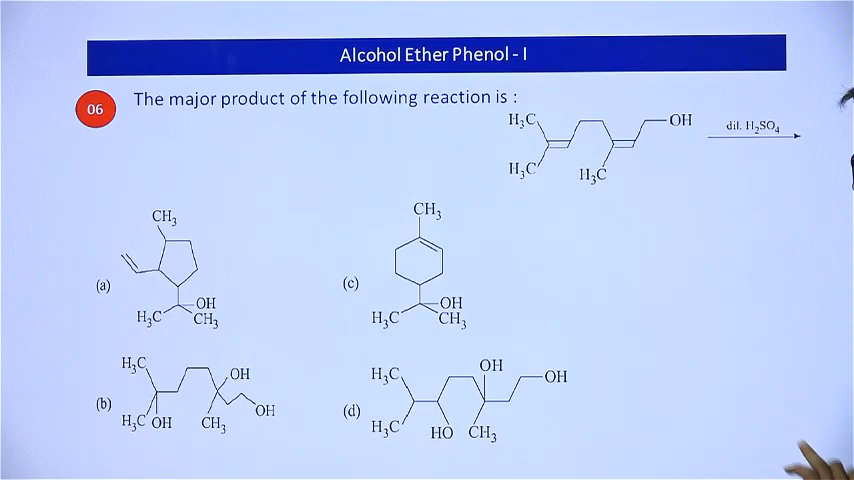 Alcohol Ether Phenol - I
06
The major product of the following reaction is :
H₃C
OH
dil. H₂SO₄
H₃C
H₃C
CH₃
(a)
OH
H₃C
CH₃
CH₃
(c)
OH
H₃C
CH₃
H₃C
OH
(b)
OH
H₃C
OH
CH₃
OH
H₃C
OH
(d)
H₃C
HO
CH₃